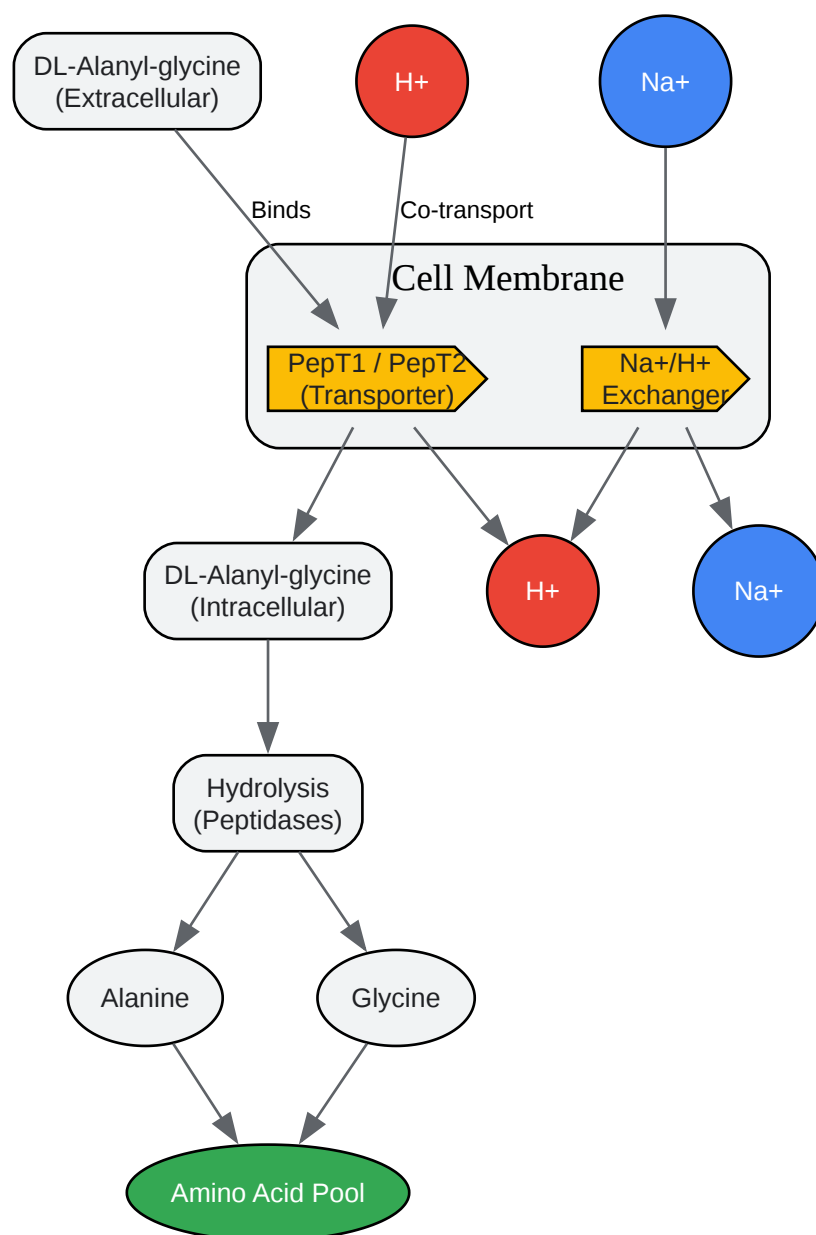 DL-Alanyl-glycine
(Extracellular)
H+
Na+
Binds
Co-transport
Cell Membrane
PepT1 / PepT2
(Transporter)
Na+/H+
Exchanger
DL-Alanyl-glycine
(Intracellular)
H+
Na+
Hydrolysis
(Peptidases)
Alanine
Glycine
Amino Acid Pool